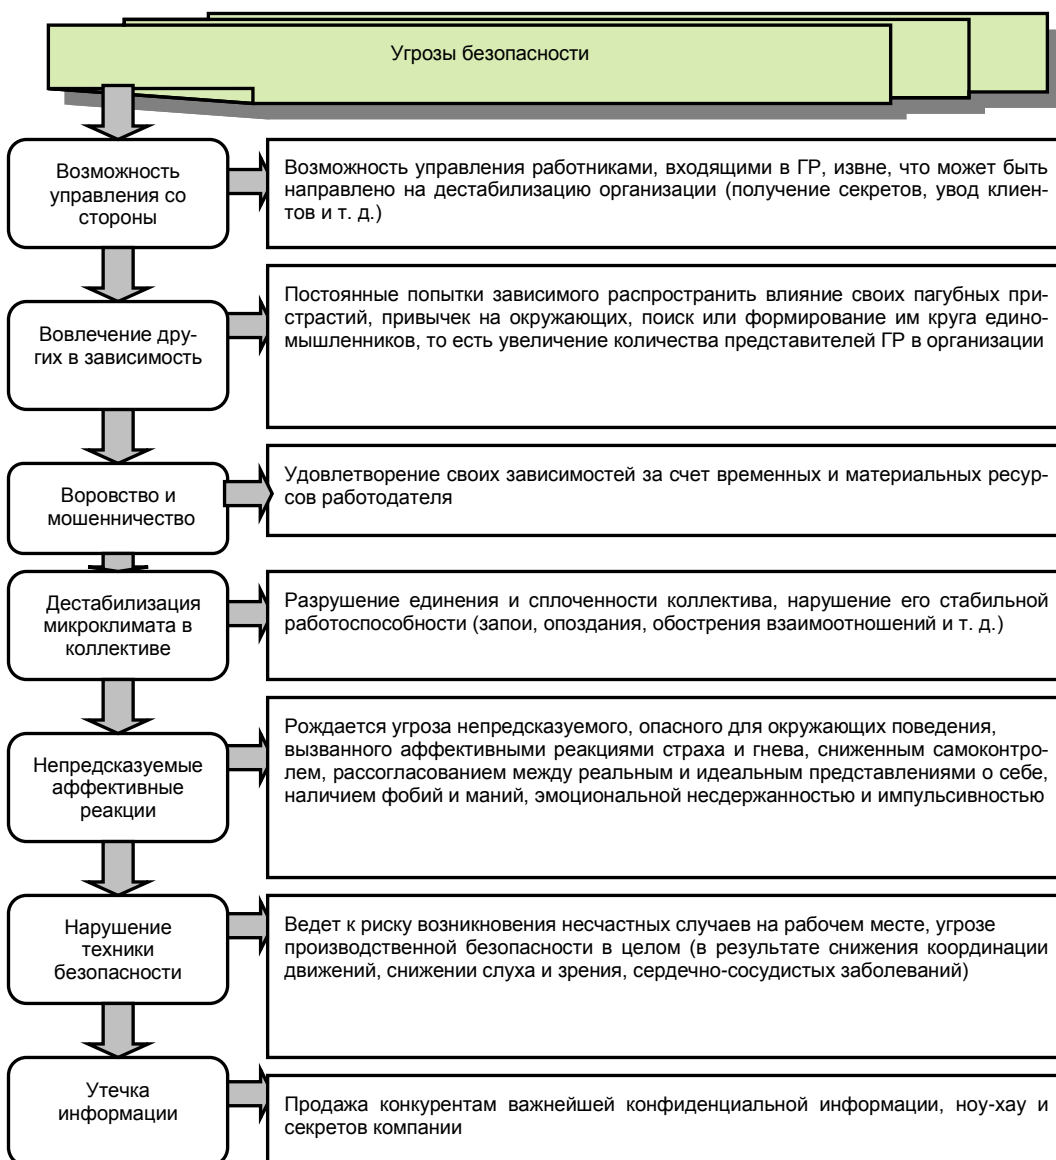 Угрозы безопасности
Возможность
управления со
стороны
Возможность управления работниками, входящими в ГР, извне, что может быть
направлено на дестабилизацию организации (получение секретов, увод клиен-
тов и т. д.)
Вовлечение дру-
гих в зависимость
Постоянные попытки зависимого распространить влияние своих пагубных при-
страстий, привычек на окружающих, поиск или формирование им круга едино-
мышленников, то есть увеличение количества представителей ГР в организации
Воровство и
мошенничество
Удовлетворение своих зависимостей за счет временных и материальных ресур-
сов работодателя
Дестабилизация
микроклимата в
коллективе
Разрушение единения и сплоченности коллектива, нарушение его стабильной
работоспособности (запои, опоздания, обострения взаимоотношений и т. д.)
Непредсказуемые
аффективные
реакции
Рождается угроза непредсказуемого, опасного для окружающих поведения,
вызванного аффективными реакциями страха и гнева, сниженным самоконтро-
лем, рассогласованием между реальным и идеальным представлениями о себе,
наличием фобий и маний, эмоциональной несдержанностью и импульсивностью
Нарушение
техники
безопасности
Ведет к риску возникновения несчастных случаев на рабочем месте, угрозе
производственной безопасности в целом (в результате снижения координации
движений, снижении слуха и зрения, сердечно-сосудистых заболеваний)
Утечка
информации
Продажа конкурентам важнейшей конфиденциальной информации, ноу-хау и
секретов компании